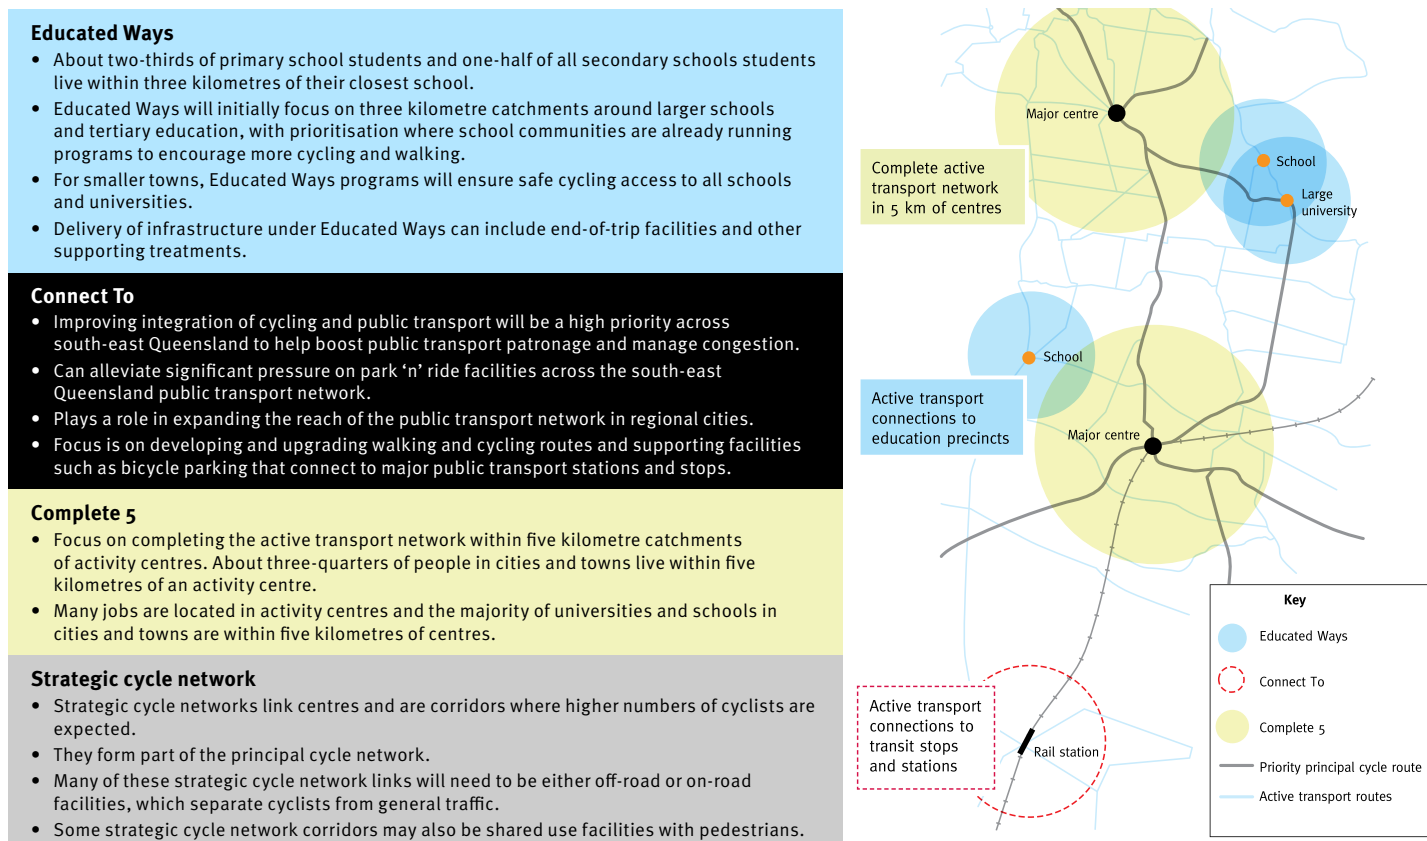 Educated Ways
• About two-thirds of primary school students and one-half of all secondary schools students
live within three kilometres of their closest school.
• Educated Ways will initially focus on three kilometre catchments around larger schools
and tertiary education, with prioritisation where school communities are already running
programs to encourage more cycling and walking.
• For smaller towns, Educated Ways programs will ensure safe cycling access to all schools
and universities.
• Delivery of infrastructure under Educated Ways can include end-of-trip facilities and other
supporting treatments.
Connect To
• Improving integration of cycling and public transport will be a high priority across
south-east Queensland to help boost public transport patronage and manage congestion.
• Can alleviate significant pressure on park ‘n’ ride facilities across the south-east
Queensland public transport network.
• Plays a role in expanding the reach of the public transport network in regional cities.
• Focus is on developing and upgrading walking and cycling routes and supporting facilities
such as bicycle parking that connect to major public transport stations and stops.
Complete 5
• Focus on completing the active transport network within five kilometre catchments
of activity centres. About three-quarters of people in cities and towns live within five
kilometres of an activity centre.
• Many jobs are located in activity centres and the majority of universities and schools in
cities and towns are within five kilometres of centres.
Strategic cycle network
• Strategic cycle networks link centres and are corridors where higher numbers of cyclists are
expected.
• They form part of the principal cycle network.
• Many of these strategic cycle network links will need to be either off-road or on-road
facilities, which separate cyclists from general traffic.
• Some strategic cycle network corridors may also be shared use facilities with pedestrians.
Major centre
School
Large
university
Complete active
transport network
in 5 km of centres
School
Active transport
connections to
education precincts
Major centre
Active transport
connections to
transit stops
and stations
Rail station
Key
Educated Ways
Connect To
Complete 5
Priority principal cycle route
Active transport routes